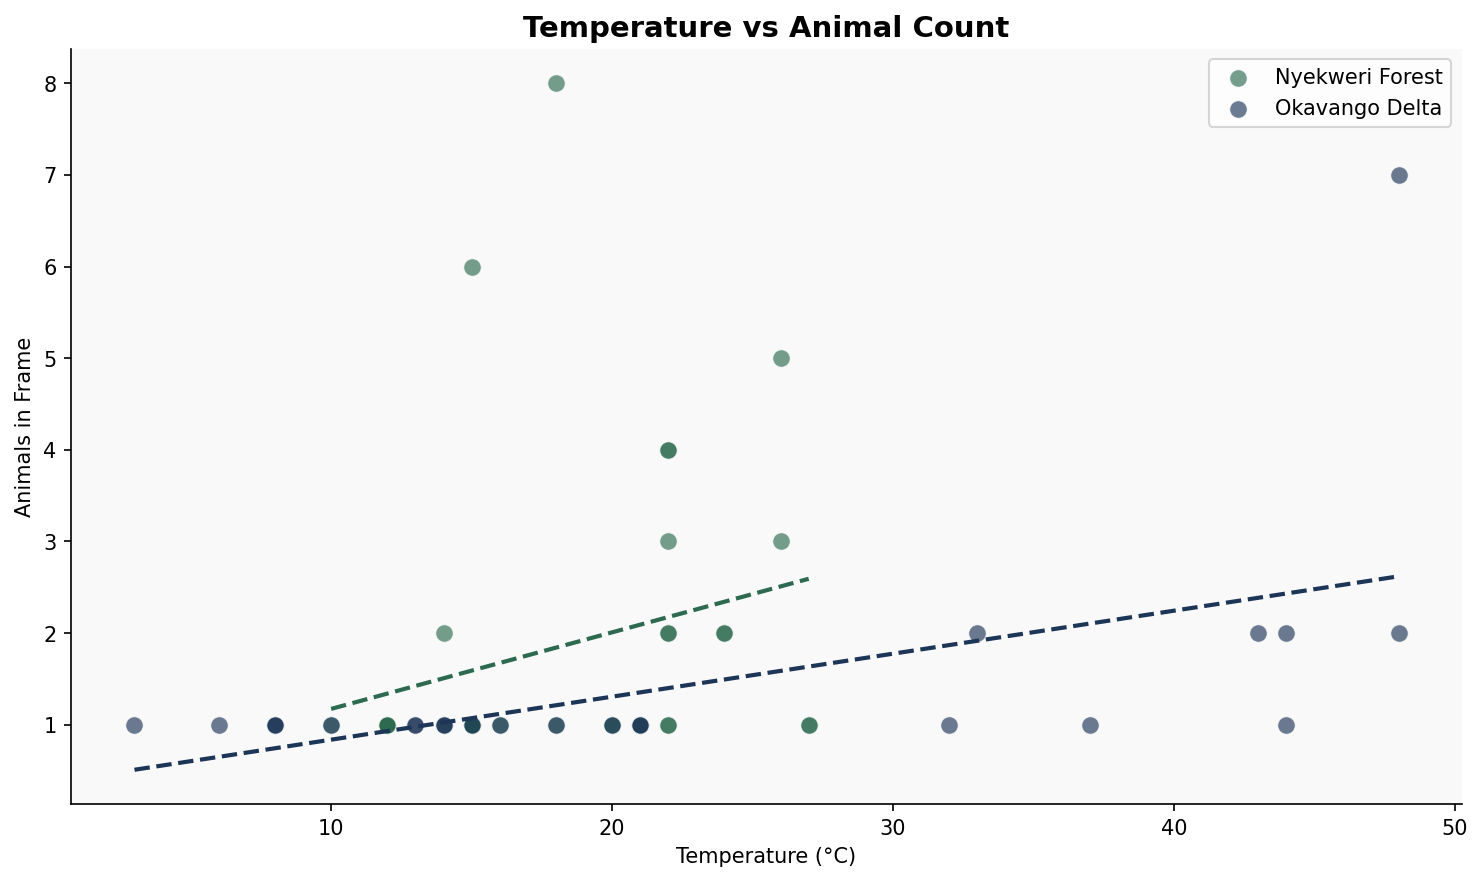 Temperature vs Animal Count
Nyekweri Forest
Okavango Delta
Animals in Frame
8
7
6
5
4
3
2
1
10
20
30
40
50
Temperature (°C)